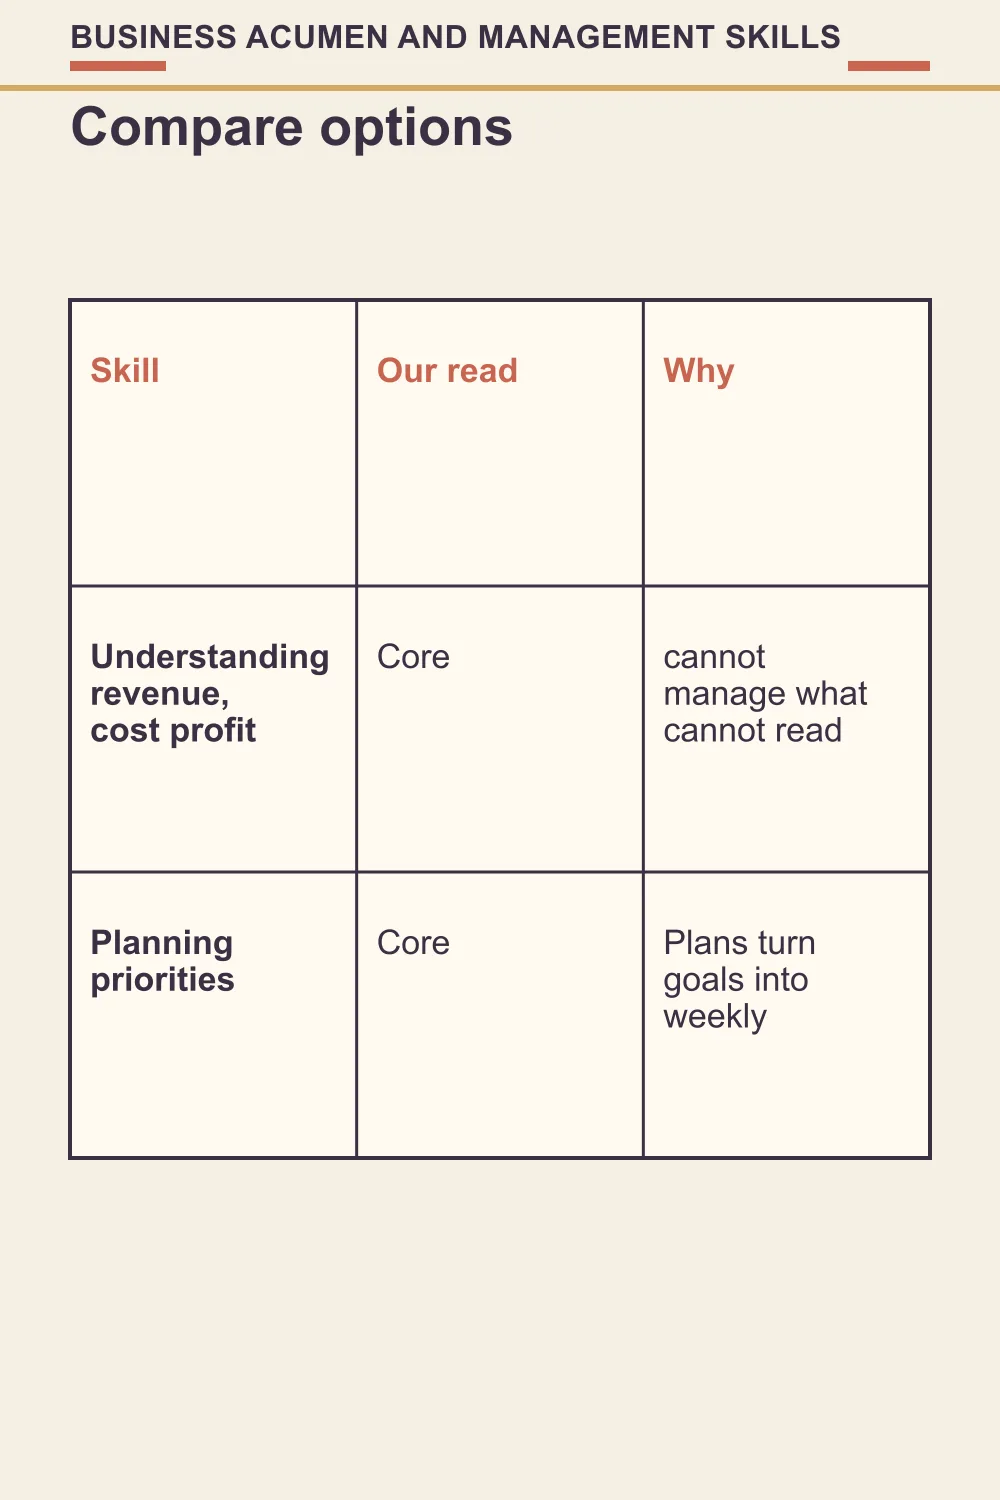 BUSINESS ACUMEN AND MANAGEMENT SKILLS
Compare options
Skill
Our read
Why
Understanding
revenue,
cost profit
Core
cannot
manage what
cannot read
Planning
priorities
Core
Plans turn
goals into
weekly